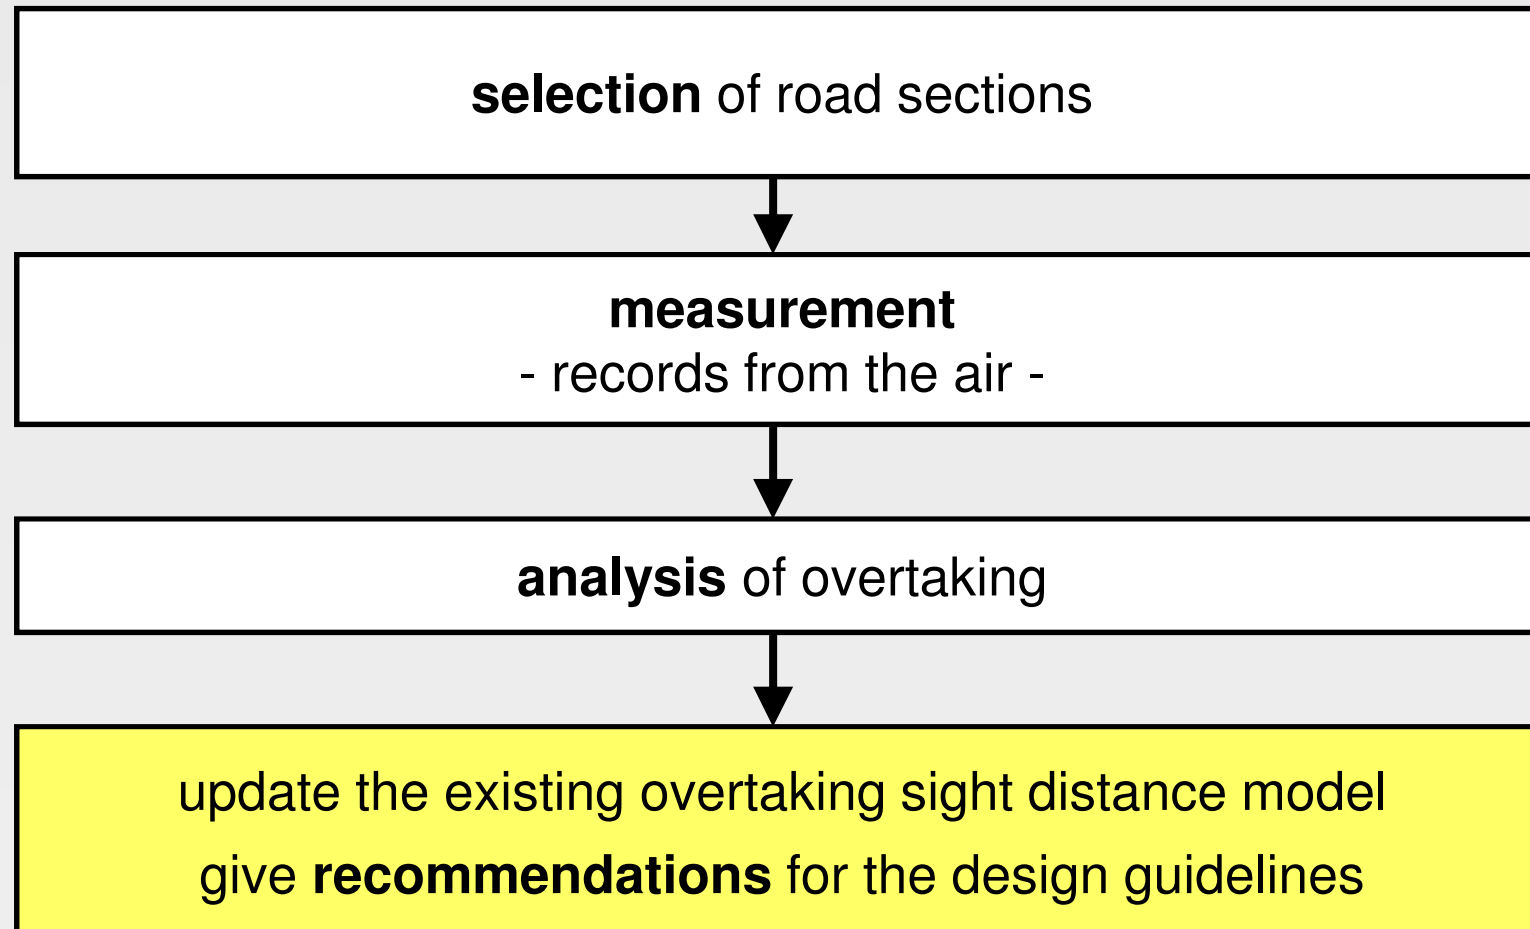 selection of road sections
measurement
- records from the air -
analysis of overtaking
update the existing overtaking sight distance model
give recommendations for the design guidelines